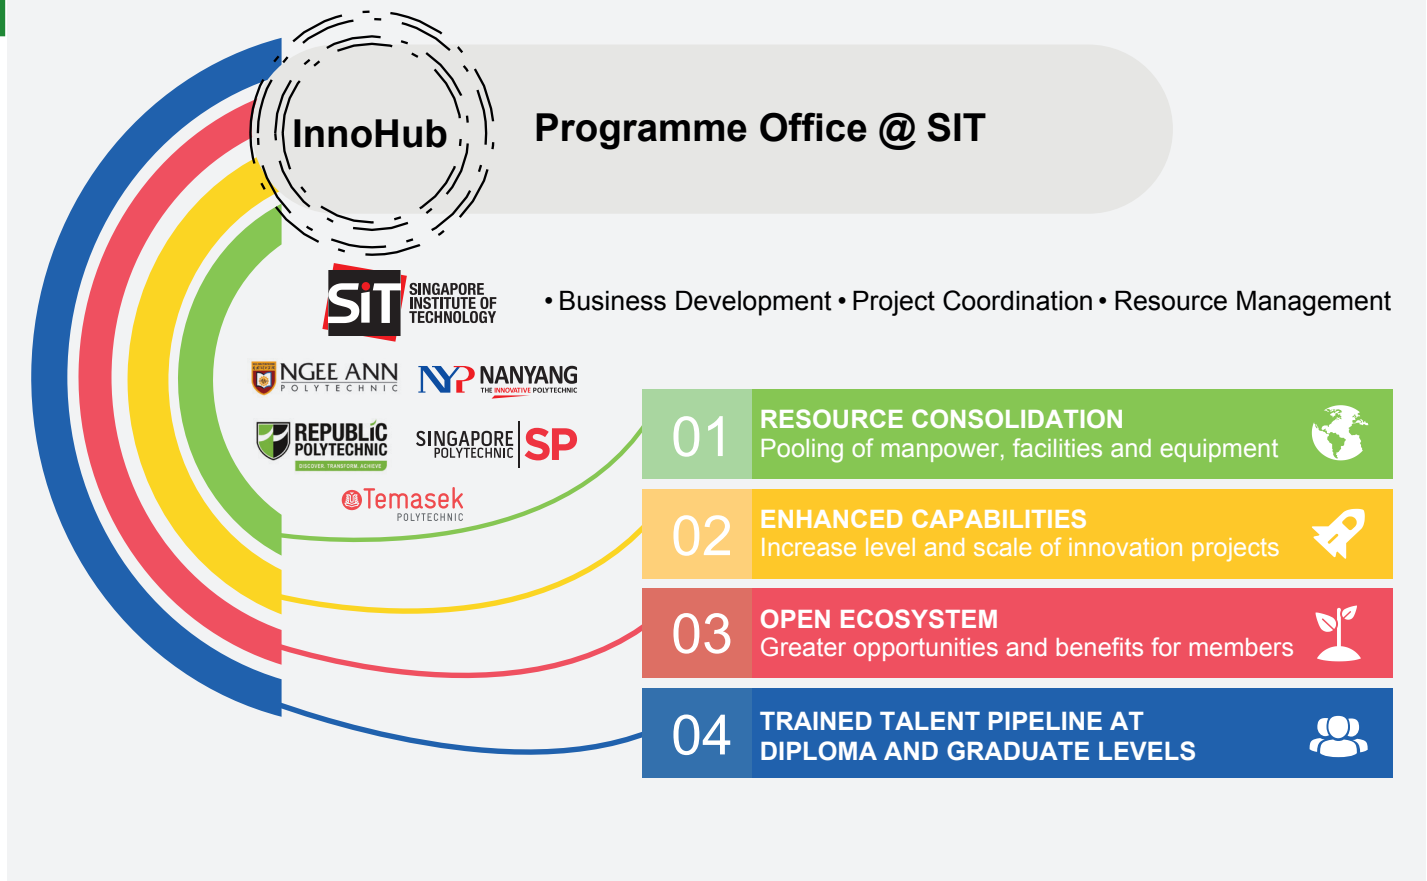 InnoHub
Programme Office @ SIT
SiT
SINGAPORE
INSTITUTE OF
TECHNOLOGY
• Business Development • Project Coordination • Resource Management
NGEE ANN
POLYTECHNIC
NYP NANYANG
THE INNOVATIVE POLYTECHNIC
REPUBLIC
POLYTECHNIC
DISCOVER. TRANSFORM. ACHIEVE
SINGAPORE
POLYTECHNIC
SP
Temasek
POLYTECHNIC
01
RESOURCE CONSOLIDATION
Pooling of manpower, facilities and equipment
02
ENHANCED CAPABILITIES
Increase level and scale of innovation projects
03
OPEN ECOSYSTEM
Greater opportunities and benefits for members
04
TRAINED TALENT PIPELINE AT
DIPLOMA AND GRADUATE LEVELS